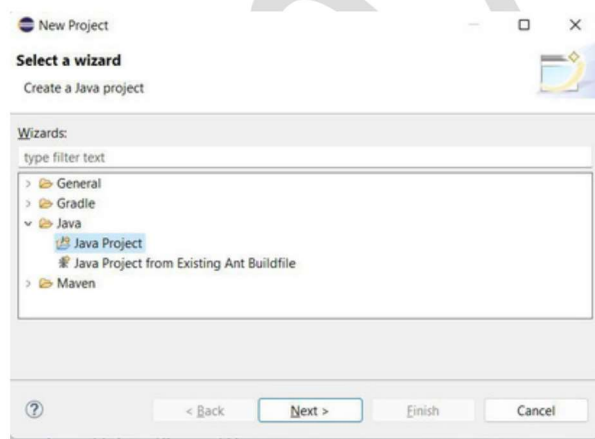 New Project
Select a wizard
Create a Java project
Wizards:
type filter text
General
Gradle
Java
Java Project
Java Project from Existing Ant Buildfile
Maven
?
< Back Next > Finish Cancel